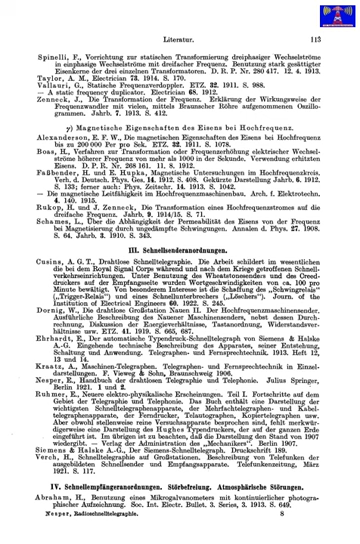 Literatur. 113
Spinelli, F., Vorrichtung zur statischen Transformierung dreiphasiger Wechselströme
in einphasige Wechselströme mit dreifacher Frequenz. Benutzung stark gesättigter
Eisenkerne der drei einzelnen Transformatoren. D. R. P. Nr. 280 417. 12. 4. 1913.
Taylor, A. M., Electrician 73. 1914. S. 170.
Vallauri, G., Statische Frequenzverdoppler. ETZ. 32. 1911. S. 988.
— A static frequency duplicator. Electrician 68. 1912.
Zenneck, J., Die Transformation der Frequenz. Erklärung der Wirkungsweise der
Frequenzwandler mit vielen, mittels Braunscher Röhre aufgenommenen Oszillo-
grammen. Jahrb. 7. 1913. S. 412.
γ) Magnetische Eigenschaften des Eisens bei Hochfrequenz.
Alexanderson, E. F. W., Die magnetischen Eigenschaften des Eisens bei Hochfrequenz
bis zu 200 000 Per pro Sek. ETZ. 32. 1911. S. 1078.
Boas, H., Verfahren zur Transformation oder Frequenzerhöhung elektrischer Wechsel-
ströme höherer Frequenz von mehr als 1000 in der Sekunde. Verwendung erhitzten
Eisens. D. P. R. Nr. 268 161. 11. 8. 1912.
Faßbender, H. und E. Hupka, Magnetische Untersuchungen im Hochfrequenzkreis.
Verh. d. Deutsch. Phys. Ges. 14. 1912. S. 408. Gekürzte Darstellung Jahrb. 6. 1912.
S. 133; ferner auch: Phys. Zeitschr. 14. 1913. S. 1042.
— Die magnetische Leitfähigkeit im Hochfrequenzmaschinenbau. Arch. f. Elektrotechn.
4. 140. 1915.
Rukop, H. und J. Zenneck, Die Transformation eines Hochfrequenzstromes auf die
dreifache Frequenz. Jahrb. 9. 1914/15. S. 71.
Schames, L., Über die Abhängigkeit der Permeabilität des Eisens von der Frequenz
bei Magnetisierung durch ungedämpfte Schwingungen. Annalen d. Phys. 27. 1908.
S. 64. Jahrb. 3. 1910. S. 343.
III. Schnellsenderanordnungen.
Cusins, A. G. T., Drahtlose Schnelltelegraphie. Die Arbeit schildert im wesentlichen
die bei dem Royal Signal Corps während und nach dem Kriege getroffenen Schnell-
verkehrseinrichtungen. Unter Benutzung des Wheatstonesenders und des Creed-
druckers auf der Empfangsseite wurden Wortgeschwindigkeiten von ca. 100 pro
Minute bewältigt. Von besonderem Interesse ist die Schaffung des „Schwingrelais"
(„Trigger-Relais") und eines Schnellunterbrechers („Löschers"). Journ. of the
Institution of Electrical Engineers 60. 1922. S. 245.
Dornig, W., Die drahtlose Großstation Nauen II. Der Hochfrequenzmaschinensender.
Ausführliche Beschreibung des Nauener Maschinensenders, nebst dessen Durch-
rechnung, Diskussion der Energieverhältnisse, Tastanordnung, Widerstandsver-
hältnisse usw. ETZ. 41. 1919. S. 665, 687.
Ehrhardt, E., Der automatische Typendruck-Schnelltelegraph von Siemens & Halske
A.-G. Eingehende technische Beschreibung des Apparates, seiner Entstehung,
Schaltung und Anwendung. Telegraphen- und Fernsprechtechnik. 1913. Heft 12,
13 und 14.
Kraatz, A., Maschinen-Telegraphen. Telegraphen- und Fernsprechtechnik in Einzel-
darstellungen. F. Vieweg & Sohn, Braunschweig 1906.
Nesper, E., Handbuch der drahtlosen Telegraphie und Telephonie. Julius Springer,
Berlin 1921. 1 und 2.
Ruhmer, E., Neuere elektro-physikalische Erscheinungen. Teil I. Fortschritte auf dem
Gebiet der Telegraphie und Telephonie. Das Buch enthält eine Darstellung der
wichtigsten Schnelltelegraphenapparate, der Mehrfachtelegraphen- und Kabel-
telegraphenapparate, der Ferndrucker, Telautographen, Kopiertelegraphen usw.
Aber obwohl stellenweise reine Versuchsapparate besprochen sind, fehlt merkwür-
digerweise eine Darstellung des Hughes Typendruckers, der auf der ganzen Erde
eingeführt ist. Im übrigen ist zu beachten, daß die Darstellung den Stand von 1907
wiedergibt. — Verlag der Administration des „Mechanikers". Berlin 1907.
Siemens & Halske A.-G., Der Siemens-Schnelltelegraph. Druckschrift 189.
Verch, H., Schnelltelegraphie auf Großstationen. Beschreibung von Telefunken der
ausgebildeten Schnellsender und Empfangsapparate. Telefunkenzeitung, März
1921. S. 117.
IV. Schnellempfängeranordnungen. Störbefreiung. Atmosphärische Störungen.
Abraham, H., Benutzung eines Mikrogalvanometers mit kontinuierlicher photogra-
phischer Aufzeichnung. Soc. Int. Electr. Bullet. 3, Series, 3. 1913. S. 649,
Nesper, Radioschnelltelegraphie. 8